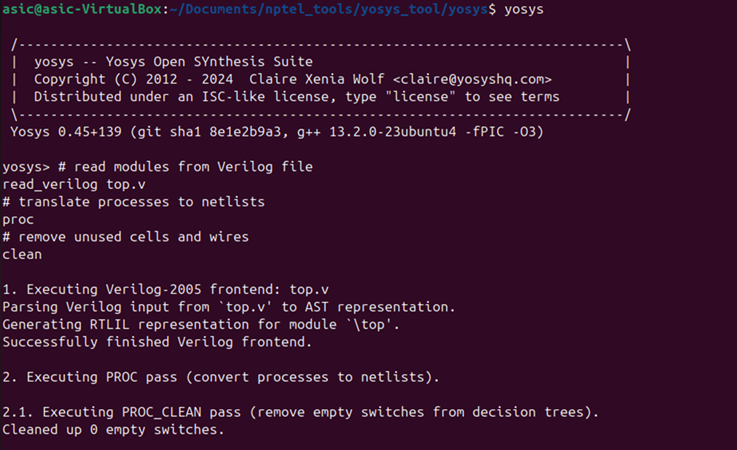 asic@asic-VirtualBox:~/Documents/nptel_tools/yosys_tool/yosys$ yosys
/----------------------------------------------------------------------------\
| yosys -- Yosys Open SYnthesis Suite |
| Copyright (C) 2012 - 2024 Claire Xenia Wolf <claire@yosyshq.com> |
| Distributed under an ISC-like license, type "license" to see terms |
\----------------------------------------------------------------------------/
Yosys 0.45+139 (git sha1 8e1e2b9a3, g++ 13.2.0-23ubuntu4 -fPIC -O3)
yosys> # read modules from Verilog file
read_verilog top.v
# translate processes to netlists
proc
# remove unused cells and wires
clean
1. Executing Verilog-2005 frontend: top.v
Parsing Verilog input from `top.v' to AST representation.
Generating RTLIL representation for module `\top'.
Successfully finished Verilog frontend.
2. Executing PROC pass (convert processes to netlists).
2.1. Executing PROC_CLEAN pass (remove empty switches from decision trees).
Cleaned up 0 empty switches.